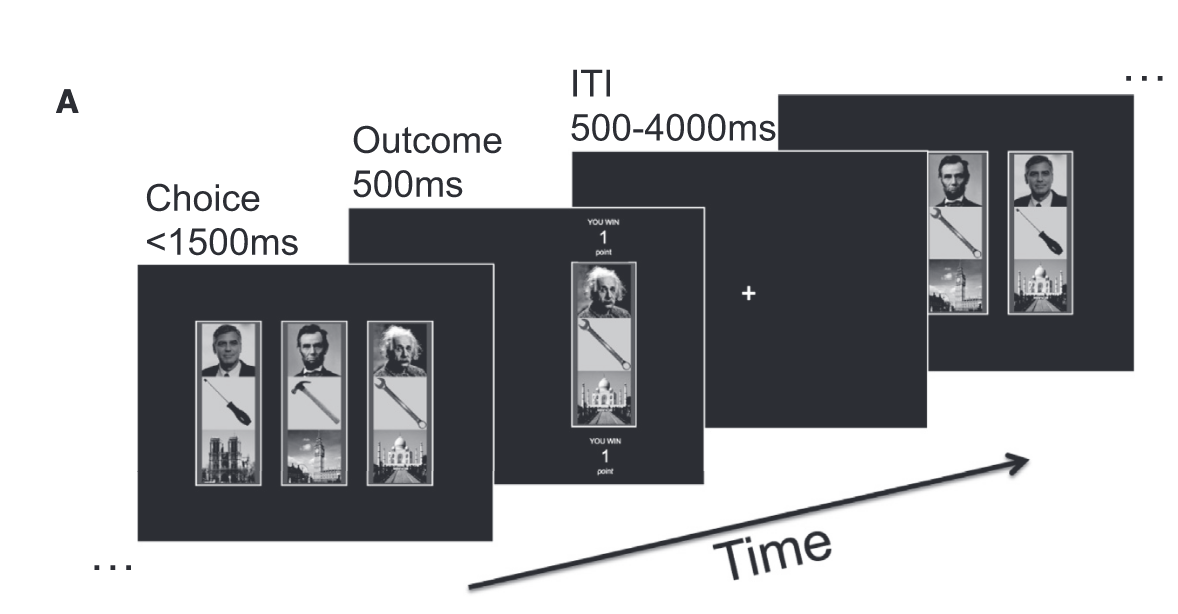 A
Choice
<1500ms
Outcome
500ms
ITI
500-4000ms
YOU WIN
1
point
YOU WIN
1
point
+
Time
...
...